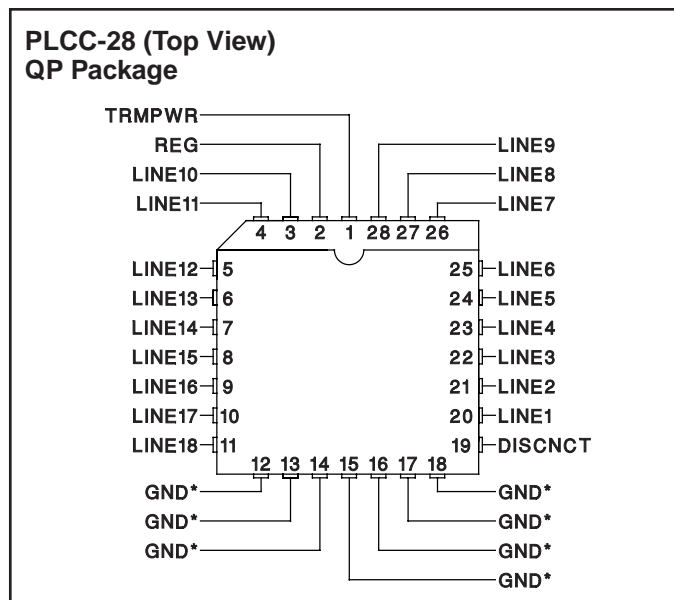 PLCC-28 (Top View)
QP Package
TRMPWR
REG LINE9
LINE10 LINE8
LINE11 LINE7
4 3 2 1 28 27 26
LINE12 5 25 LINE6
LINE13 6 24 LINE5
LINE14 7 23 LINE4
LINE15 8 22 LINE3
LINE16 9 21 LINE2
LINE17 10 20 LINE1
LINE18 11 19 DISCNCT
12 13 14 15 16 17 18
GND* GND*
GND* GND*
GND* GND*
GND*